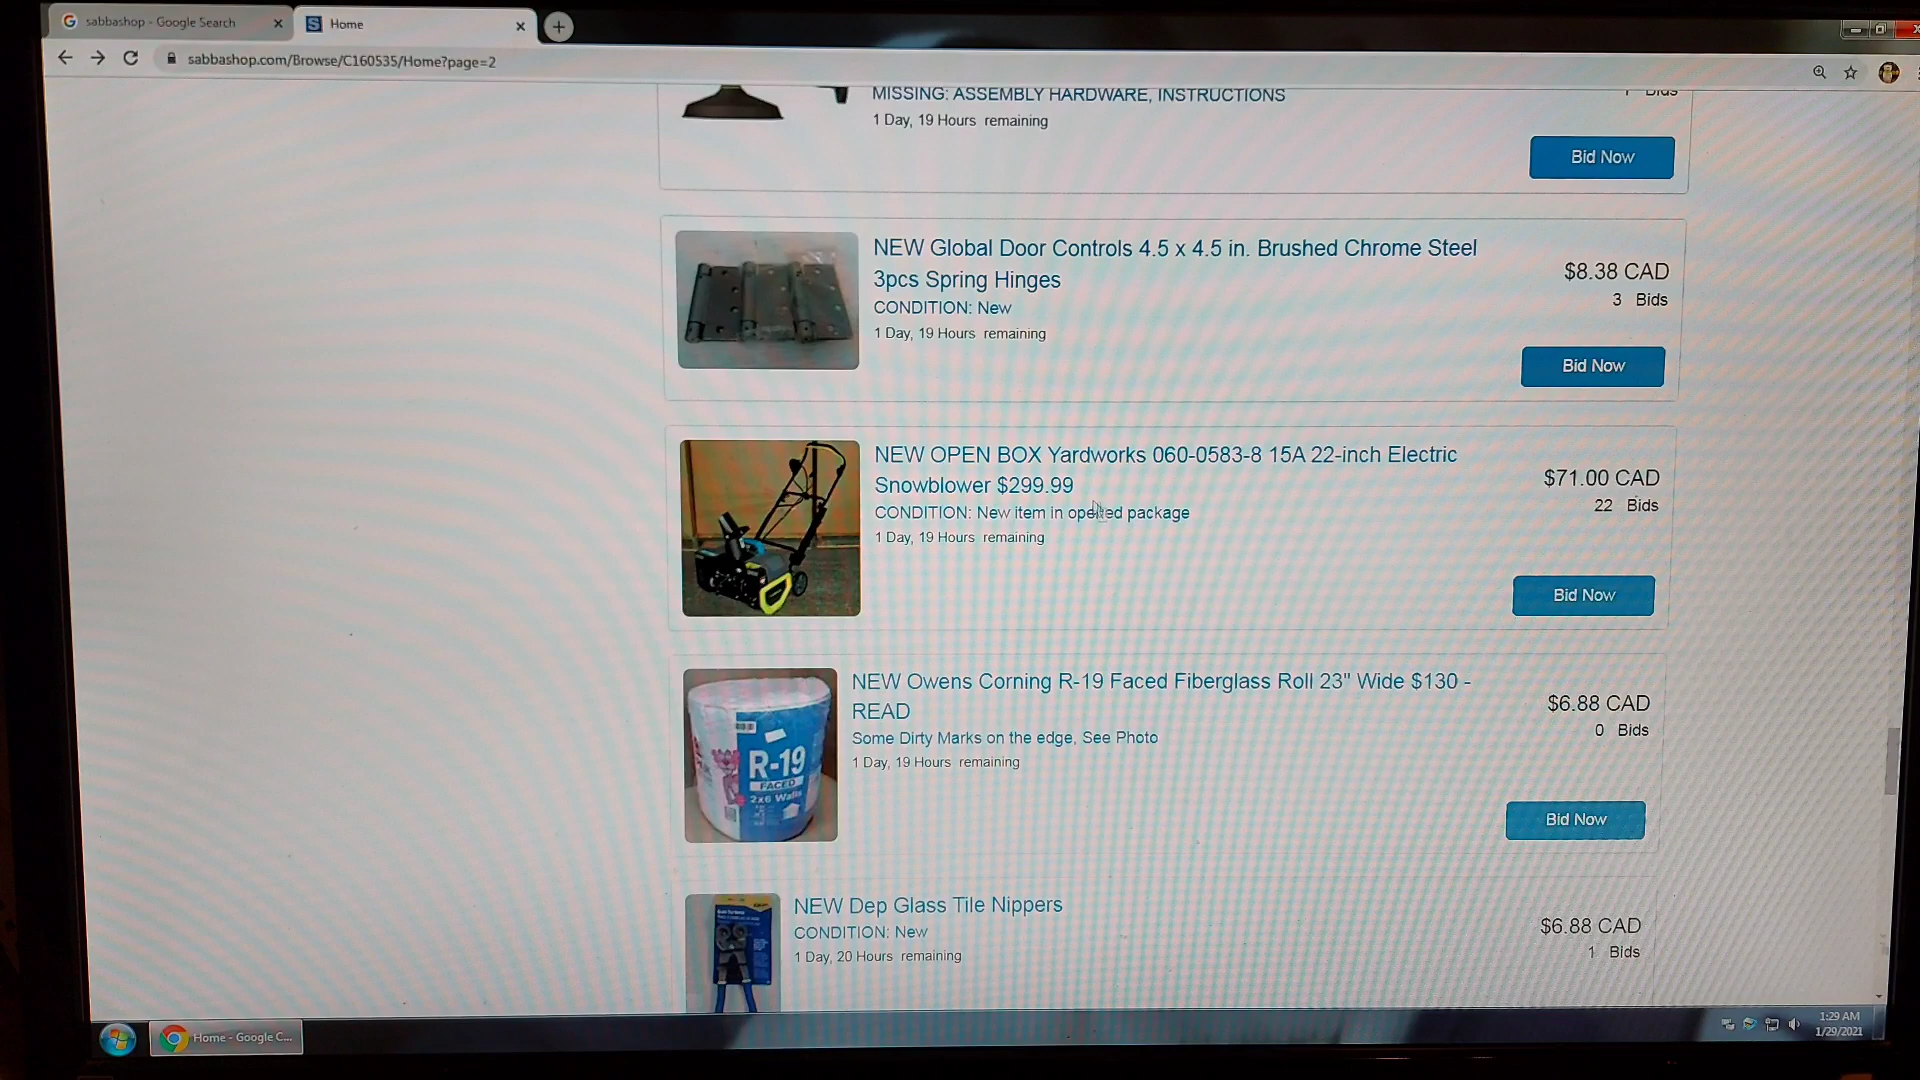 sabbashop - Google Search
Home
sabbashop.com/Browse/C160535/Home?page=2
MISSING: ASSEMBLY HARDWARE, INSTRUCTIONS
1 Bids
1 Day, 19 Hours remaining
Bid Now
NEW Global Door Controls 4.5 x 4.5 in. Brushed Chrome Steel
3pcs Spring Hinges
$8.38 CAD
CONDITION: New
3 Bids
1 Day, 19 Hours remaining
Bid Now
NEW OPEN BOX Yardworks 060-0583-8 15A 22-inch Electric
Snowblower $299.99
$71.00 CAD
CONDITION: New item in opened package
22 Bids
1 Day, 19 Hours remaining
Bid Now
NEW Owens Corning R-19 Faced Fiberglass Roll 23" Wide $130 -
READ
$6.88 CAD
Some Dirty Marks on the edge, See Photo
0 Bids
1 Day, 19 Hours remaining
R-19
FACED
2x6 Walls
Bid Now
NEW Dep Glass Tile Nippers
$6.88 CAD
CONDITION: New
1 Bids
1 Day, 20 Hours remaining
Home - Google C...
1:29 AM
1/29/2021